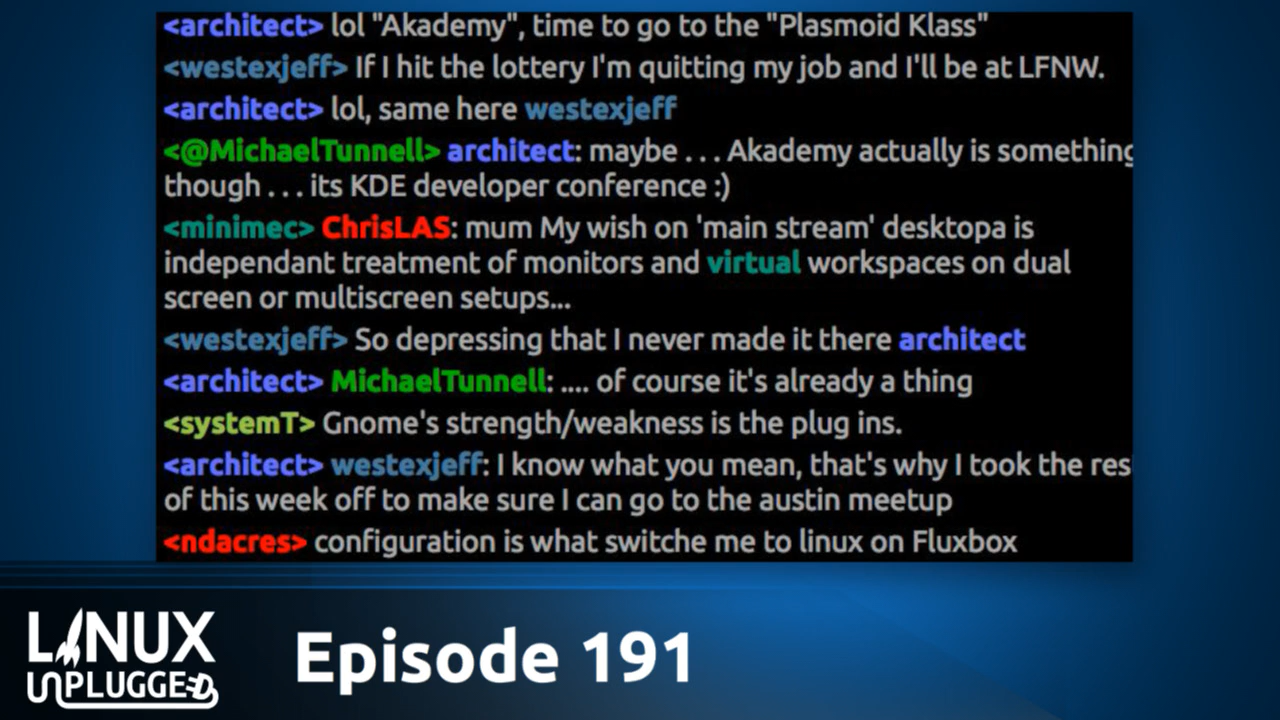 <architect> lol "Akademy", time to go to the "Plasmoid Klass"
<westexjeff> If I hit the lottery I'm quitting my job and I'll be at LFNW.
<architect> lol, same here westexjeff
<@MichaelTunnell> architect: maybe . . . Akademy actually is something
though . . . its KDE developer conference :)
<minimec> ChrisLAS: mum My wish on 'main stream' desktopa is
independant treatment of monitors and virtual workspaces on dual
screen or multiscreen setups...
<westexjeff> So depressing that I never made it there architect
<architect> MichaelTunnell: .... of course it's already a thing
<systemT> Gnome's strength/weakness is the plug ins.
<architect> westexjeff: I know what you mean, that's why I took the res
of this week off to make sure I can go to the austin meetup
<ndacres> configuration is what switche me to linux on Fluxbox
LINUX
UNPLUGGED
Episode 191